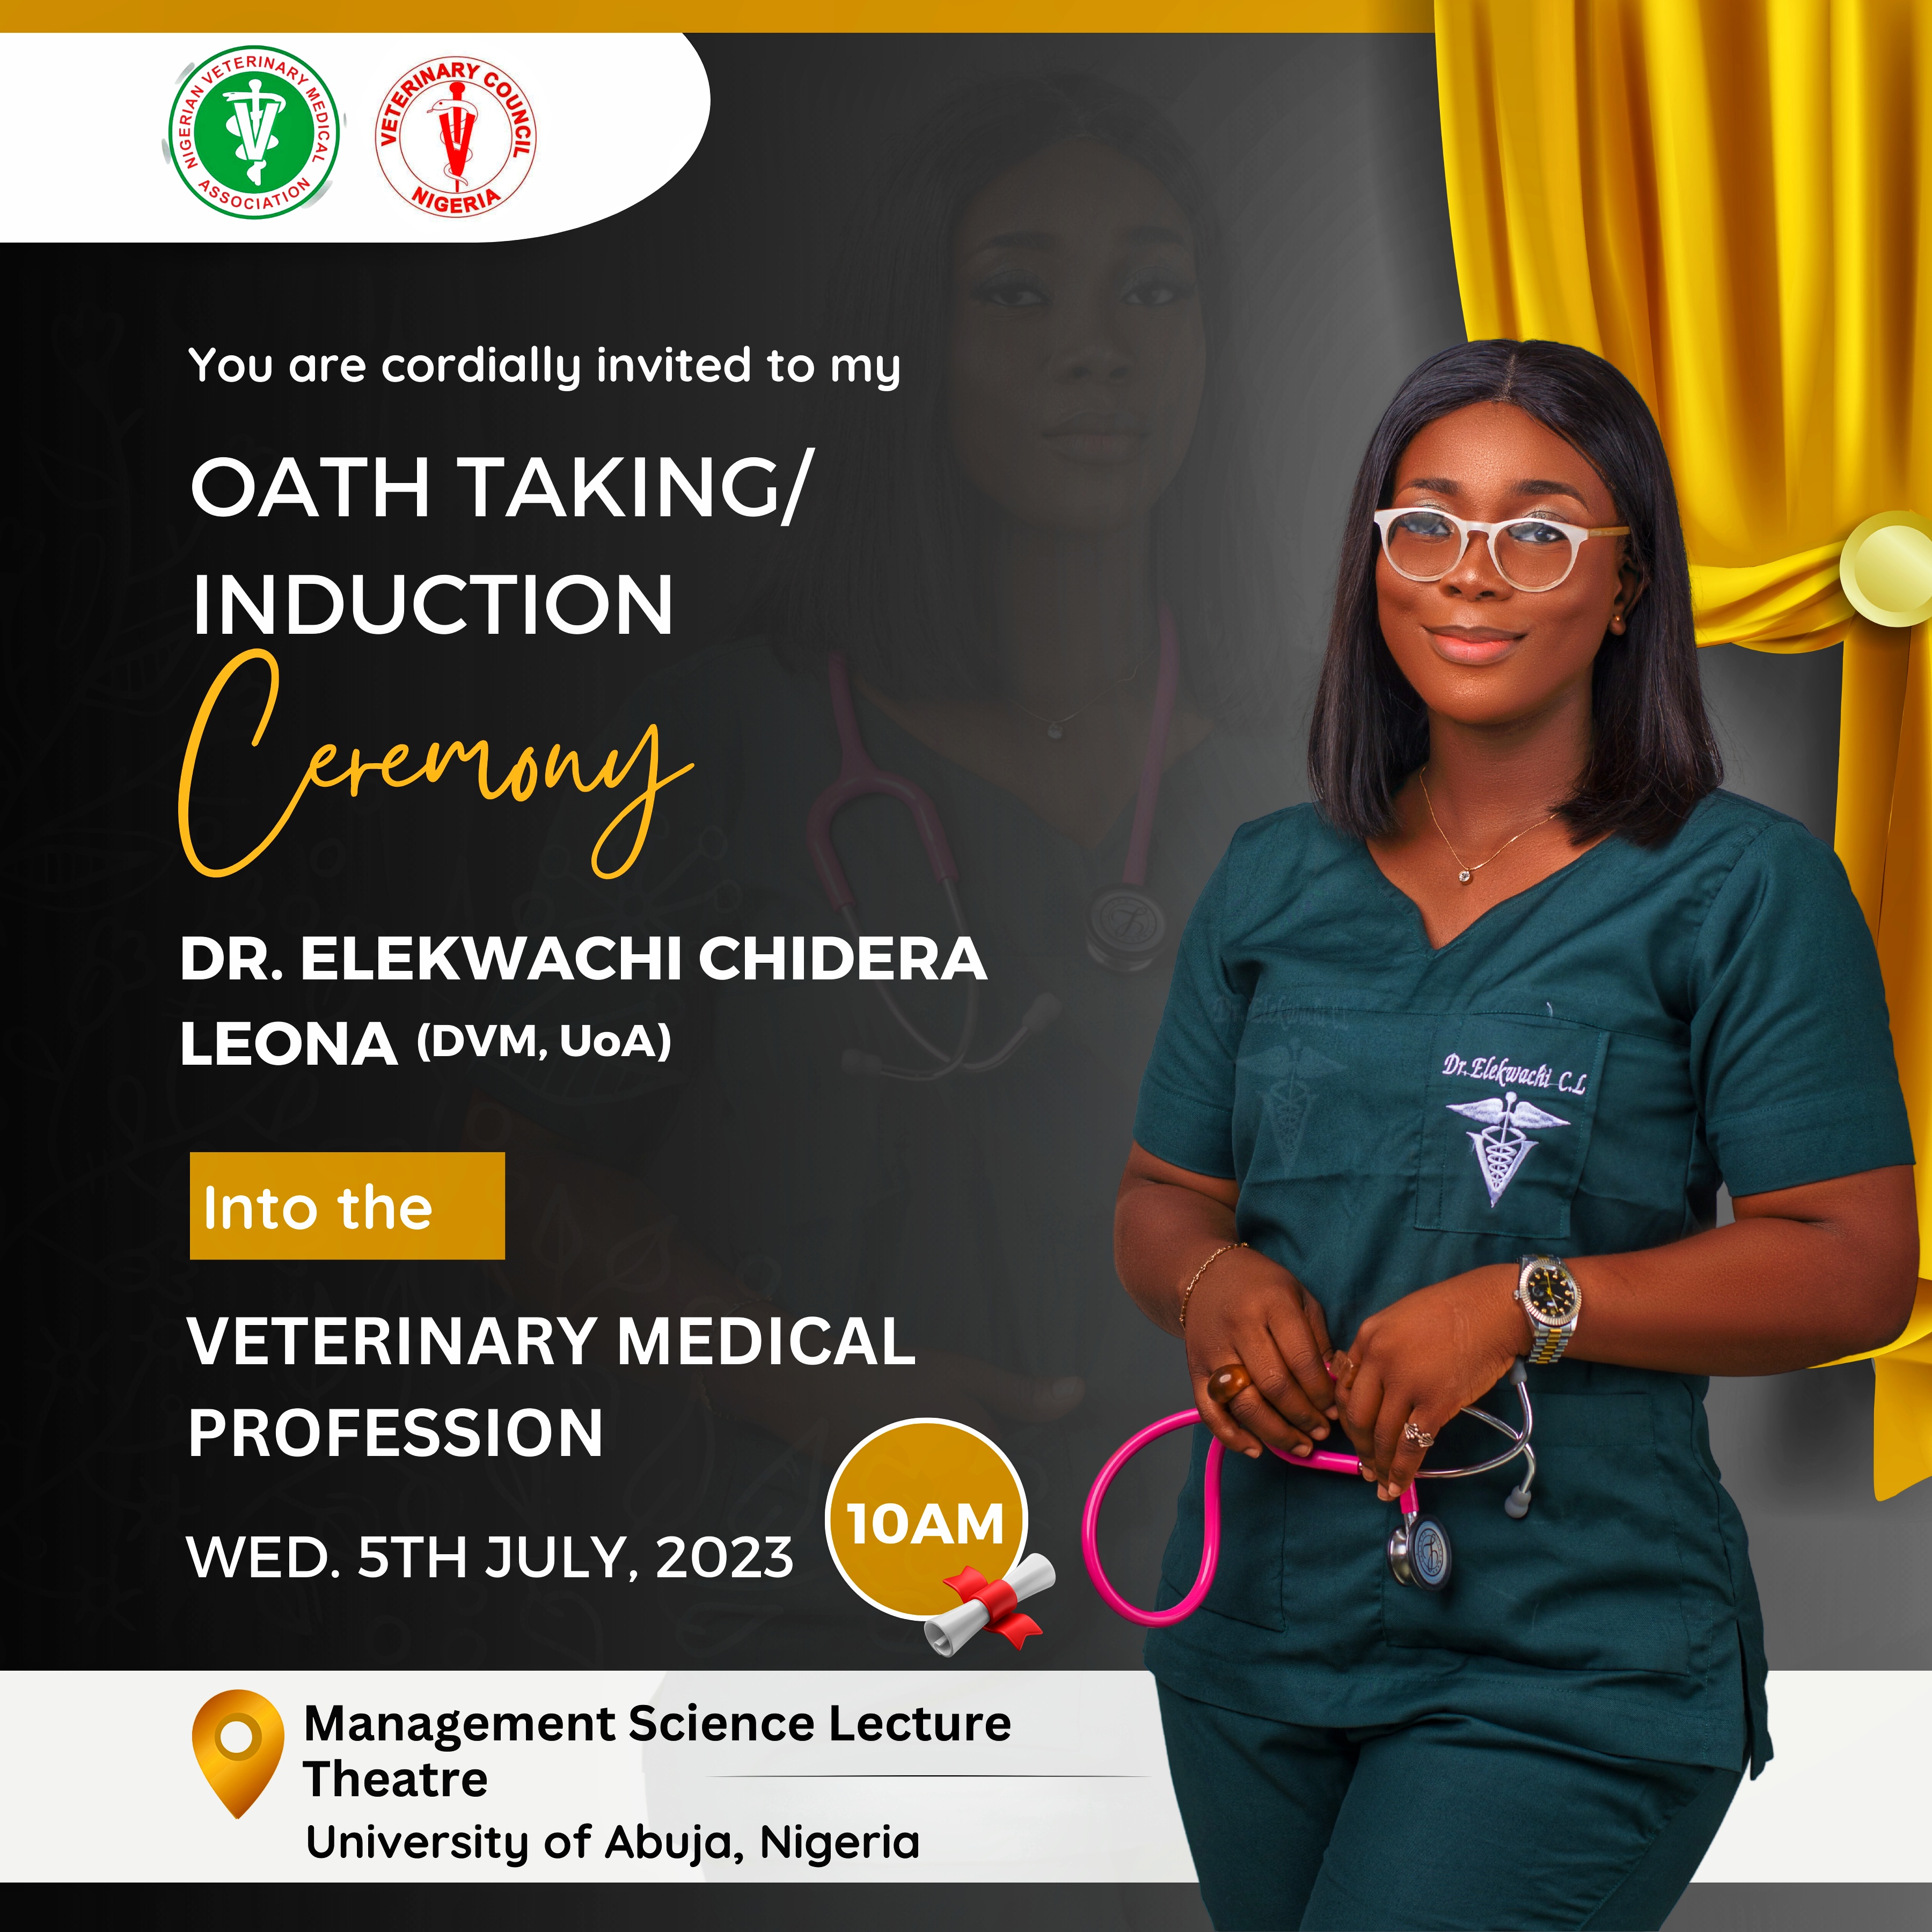 NIGERIAN VETERINARY MEDICAL
ASSOCIATION
VETERINARY COUNCIL
NIGERIA
You are cordially invited to my
OATH TAKING/
INDUCTION
Ceremony
DR. ELEKWACHI CHIDERA
LEONA (DVM, UoA)
Into the
VETERINARY MEDICAL
PROFESSION
WED. 5TH JULY, 2023
10AM
Dr. Elekwachi C.L
Management Science Lecture
Theatre
University of Abuja, Nigeria